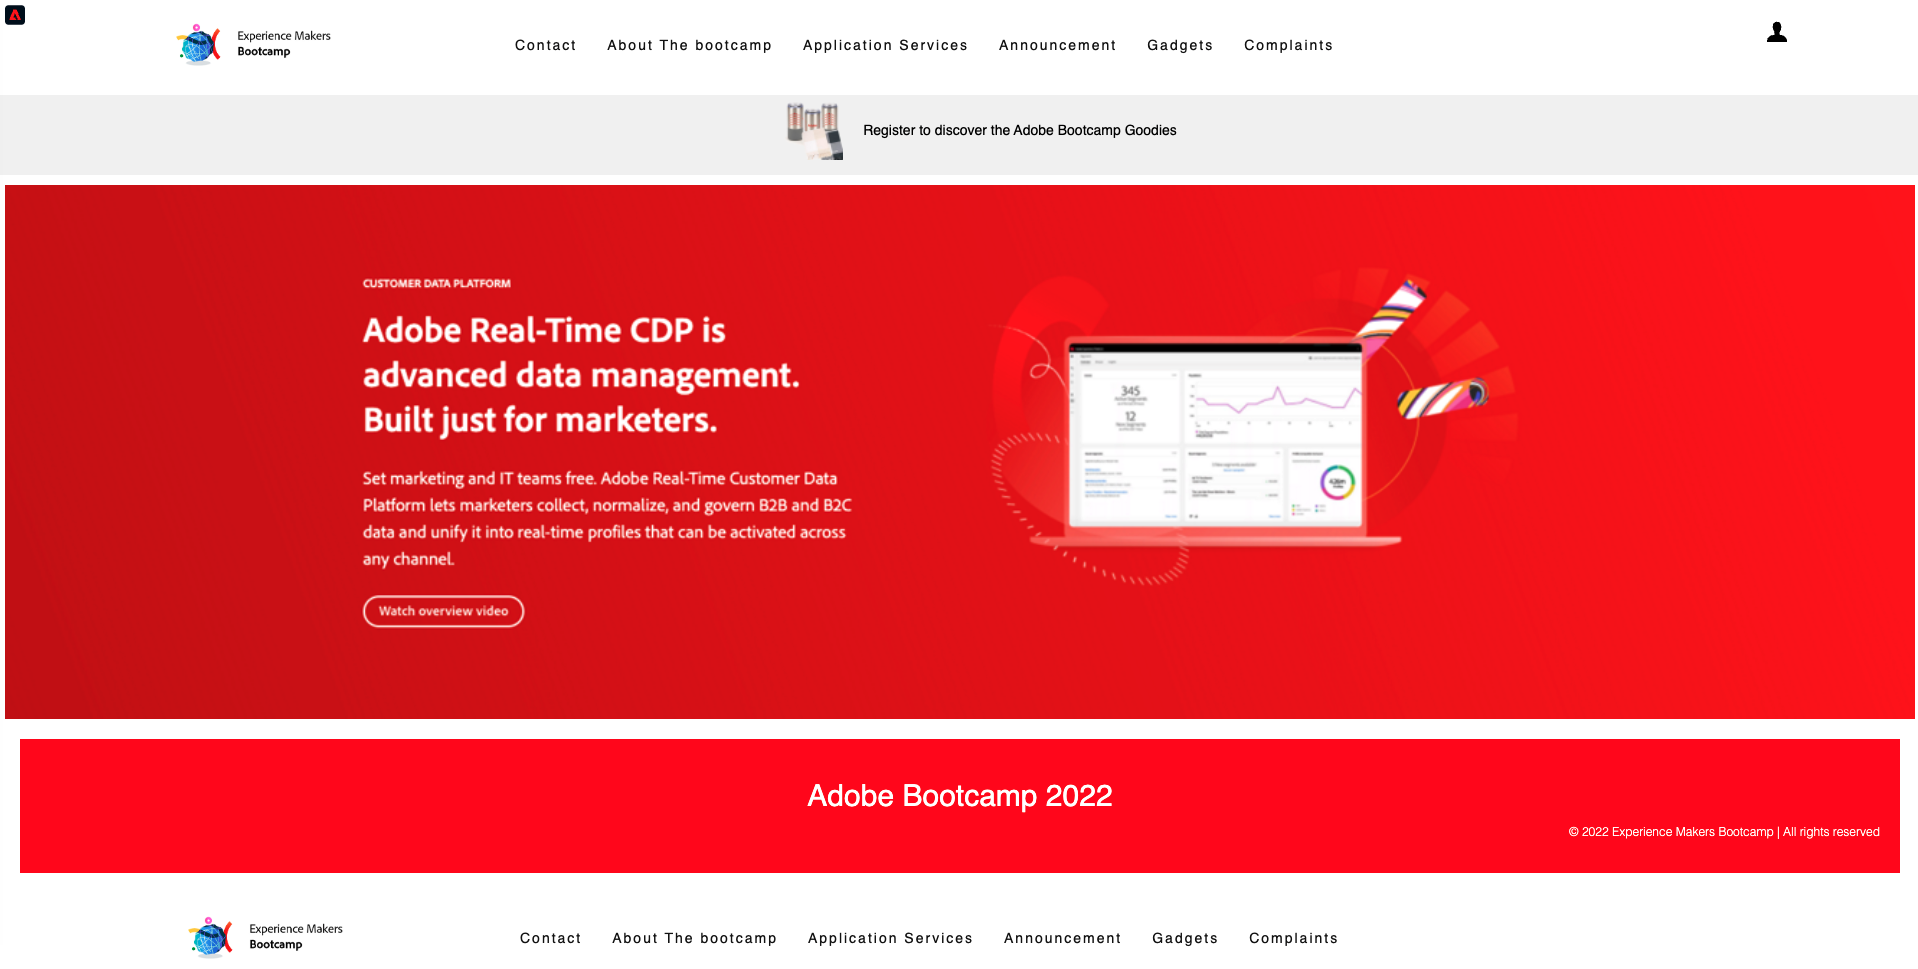 Experience Makers
Bootcamp
Contact About The bootcamp Application Services Announcement Gadgets Complaints
Register to discover the Adobe Bootcamp Goodies
CUSTOMER DATA PLATFORM
Adobe Real-Time CDP is
advanced data management.
Built just for marketers.
Set marketing and IT teams free. Adobe Real-Time Customer Data
Platform lets marketers collect, normalize, and govern B2B and B2C
data and unify it into real-time profiles that can be activated across
any channel.
Watch overview video
345
12
Adobe Bootcamp 2022
© 2022 Experience Makers Bootcamp | All rights reserved
Experience Makers
Bootcamp
Contact About The bootcamp Application Services Announcement Gadgets Complaints